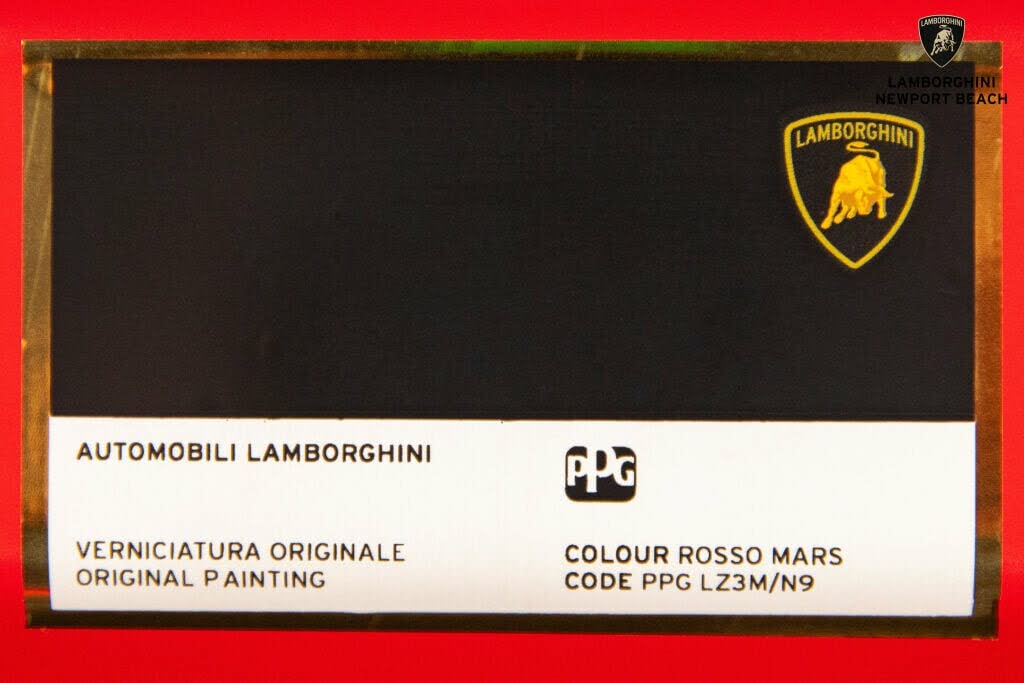 LAMBORGHINI
LAMBORGHINI
NEWPORT BEACH
LAMBORGHINI
AUTOMOBILI LAMBORGHINI
PPG
VERNICIATURA ORIGINALE
ORIGINAL PAINTING
COLOUR ROSSO MARS
CODE PPG LZ3M/N9